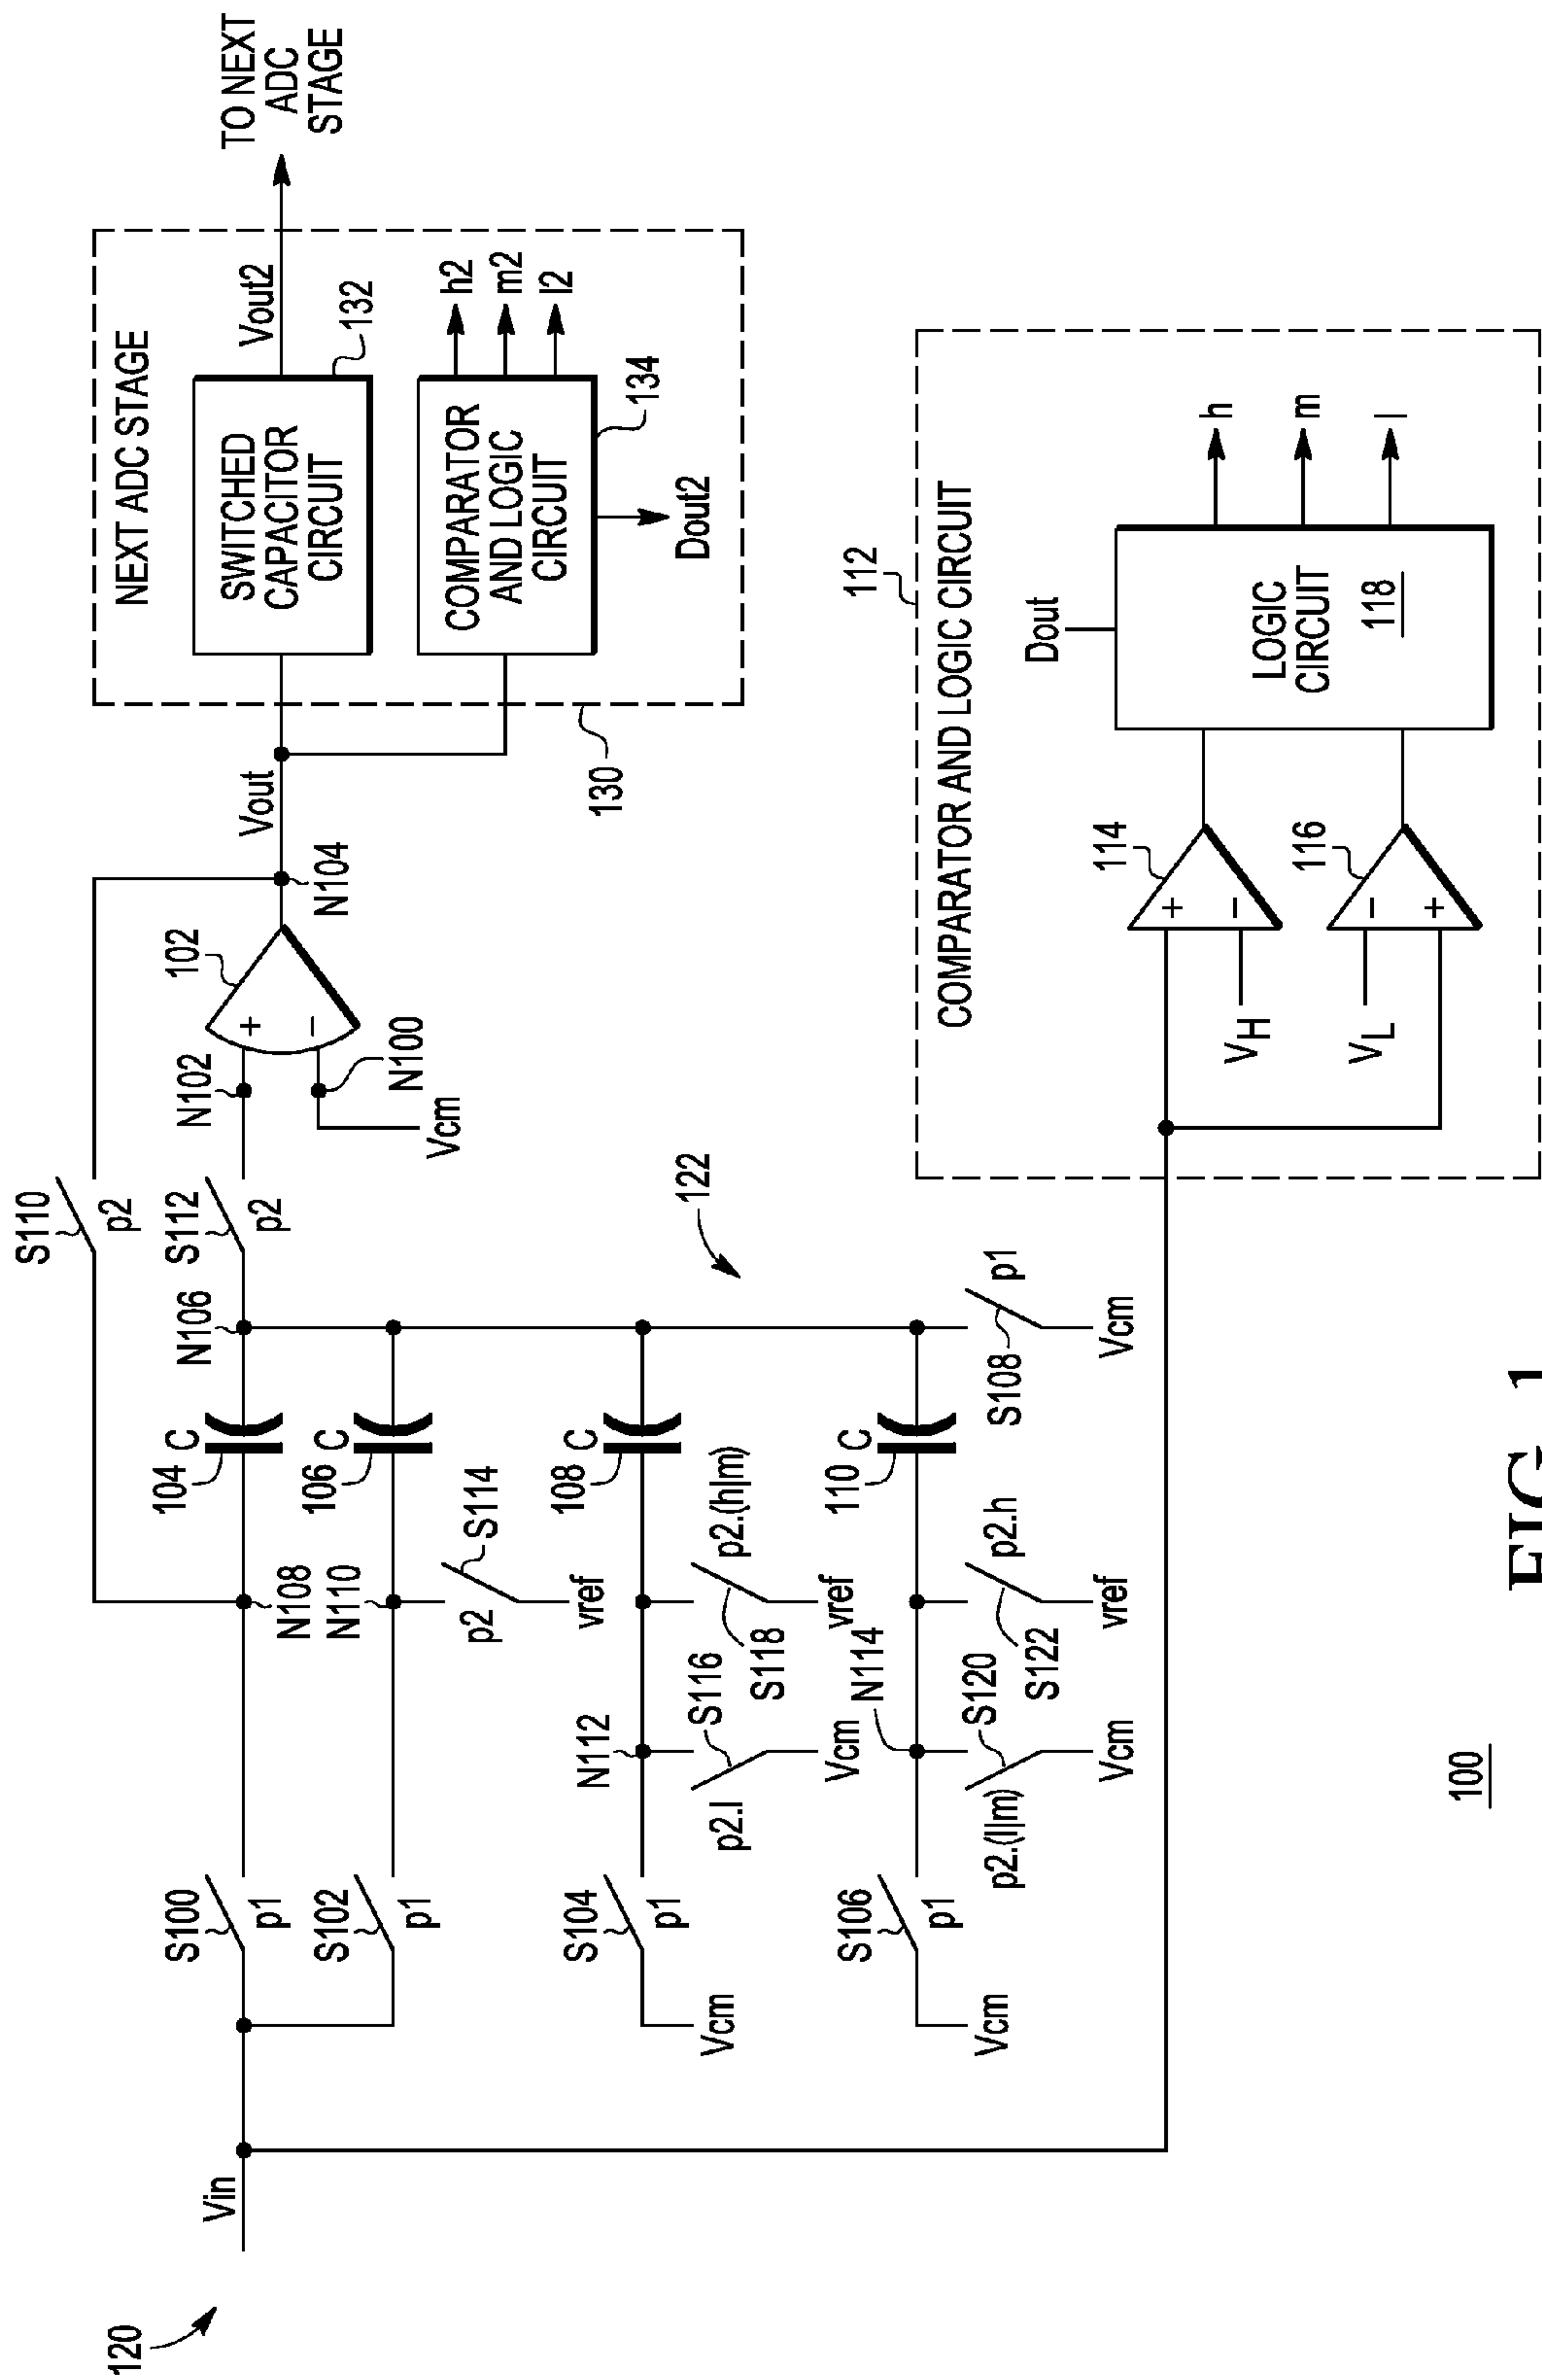 120
Vin
S100
p1
S102
p1
S104
p1
Vcm
S106
p1
Vcm
104
C
106
C
108
C
110
C
N108
N110
p2
S114
vref
N112
S116
p2.l
Vcm
p2.(h|m)
S118
vref
N114
S120
p2.(l|m)
Vcm
p2.h
S122
vref
N106
S108
p1
Vcm
122
S110
p2
S112
p2
N102
102
+
−
N100
Vcm
N104
Vout
130
NEXT ADC STAGE
SWITCHED
CAPACITOR
CIRCUIT
132
Vout2
COMPARATOR
AND LOGIC
CIRCUIT
134
h2
m2
l2
Dout2
TO NEXT
ADC
STAGE
112
COMPARATOR AND LOGIC CIRCUIT
114
+
−
VH
116
−
+
VL
Dout
LOGIC
CIRCUIT
118
h
m
l
100
FIG. 1